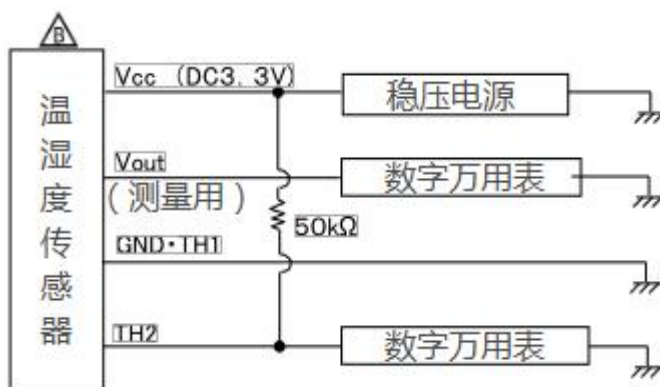 B
Vcc (DC3. 3V)
稳压电源
温湿度传感器
Vout
(测量用)
数字万用表
50kΩ
GND·TH1
TH2
数字万用表